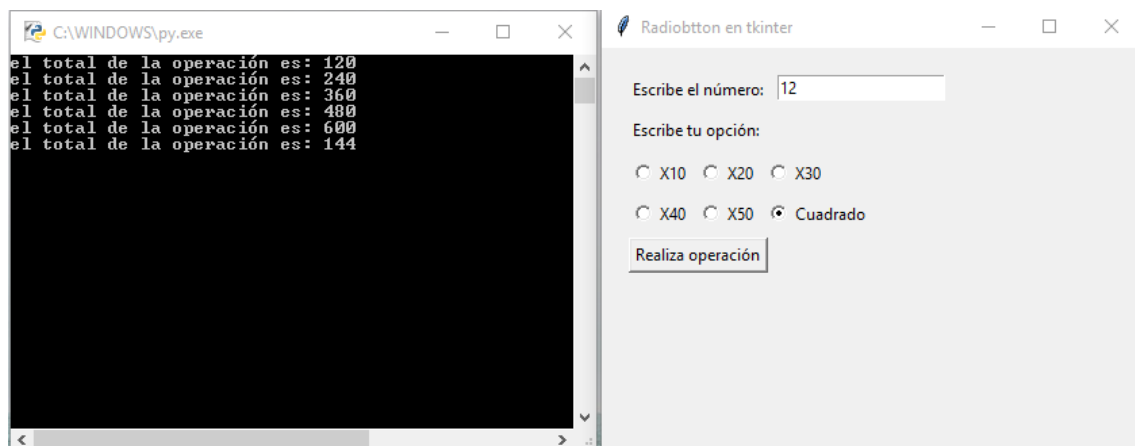 C:\WINDOWS\py.exe
el total de la operación es: 120
el total de la operación es: 240
el total de la operación es: 360
el total de la operación es: 480
el total de la operación es: 600
el total de la operación es: 144
Radiobtton en tkinter
Escribe el número: 12
Escribe tu opción:
X10 X20 X30
X40 X50 Cuadrado
Realiza operación